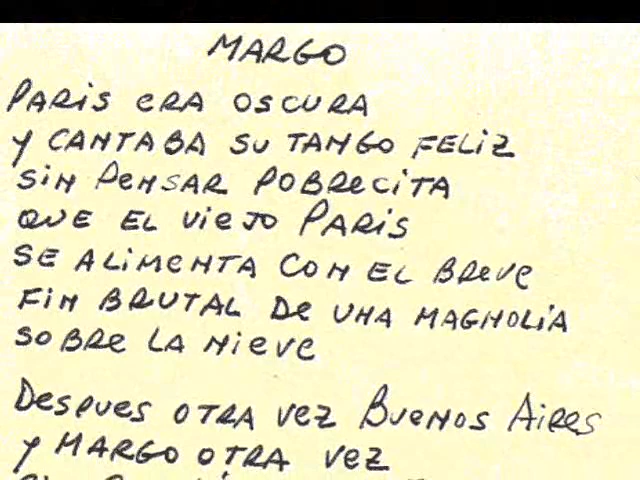 MARGO
PARIS ERA OSCURA
Y CANTABA SU TANGO FELIZ
SIN PENSAR POBRECITA
QUE EL VIEJO PARIS
SE ALIMENTA CON EL BREVE
FIN BRUTAL DE UNA MAGNOLIA
SOBRE LA NIEVE
DESPUES OTRA VEZ BUENOS AIRES
Y MARGO OTRA VEZ